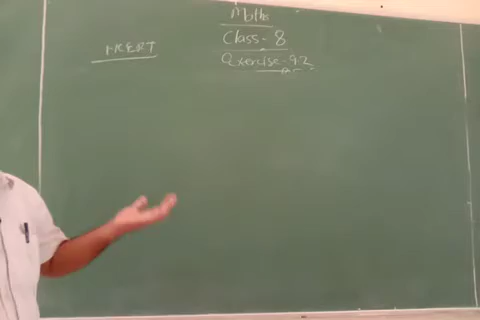 Maths
Class - 8
NCERT
Exercise - 9.2